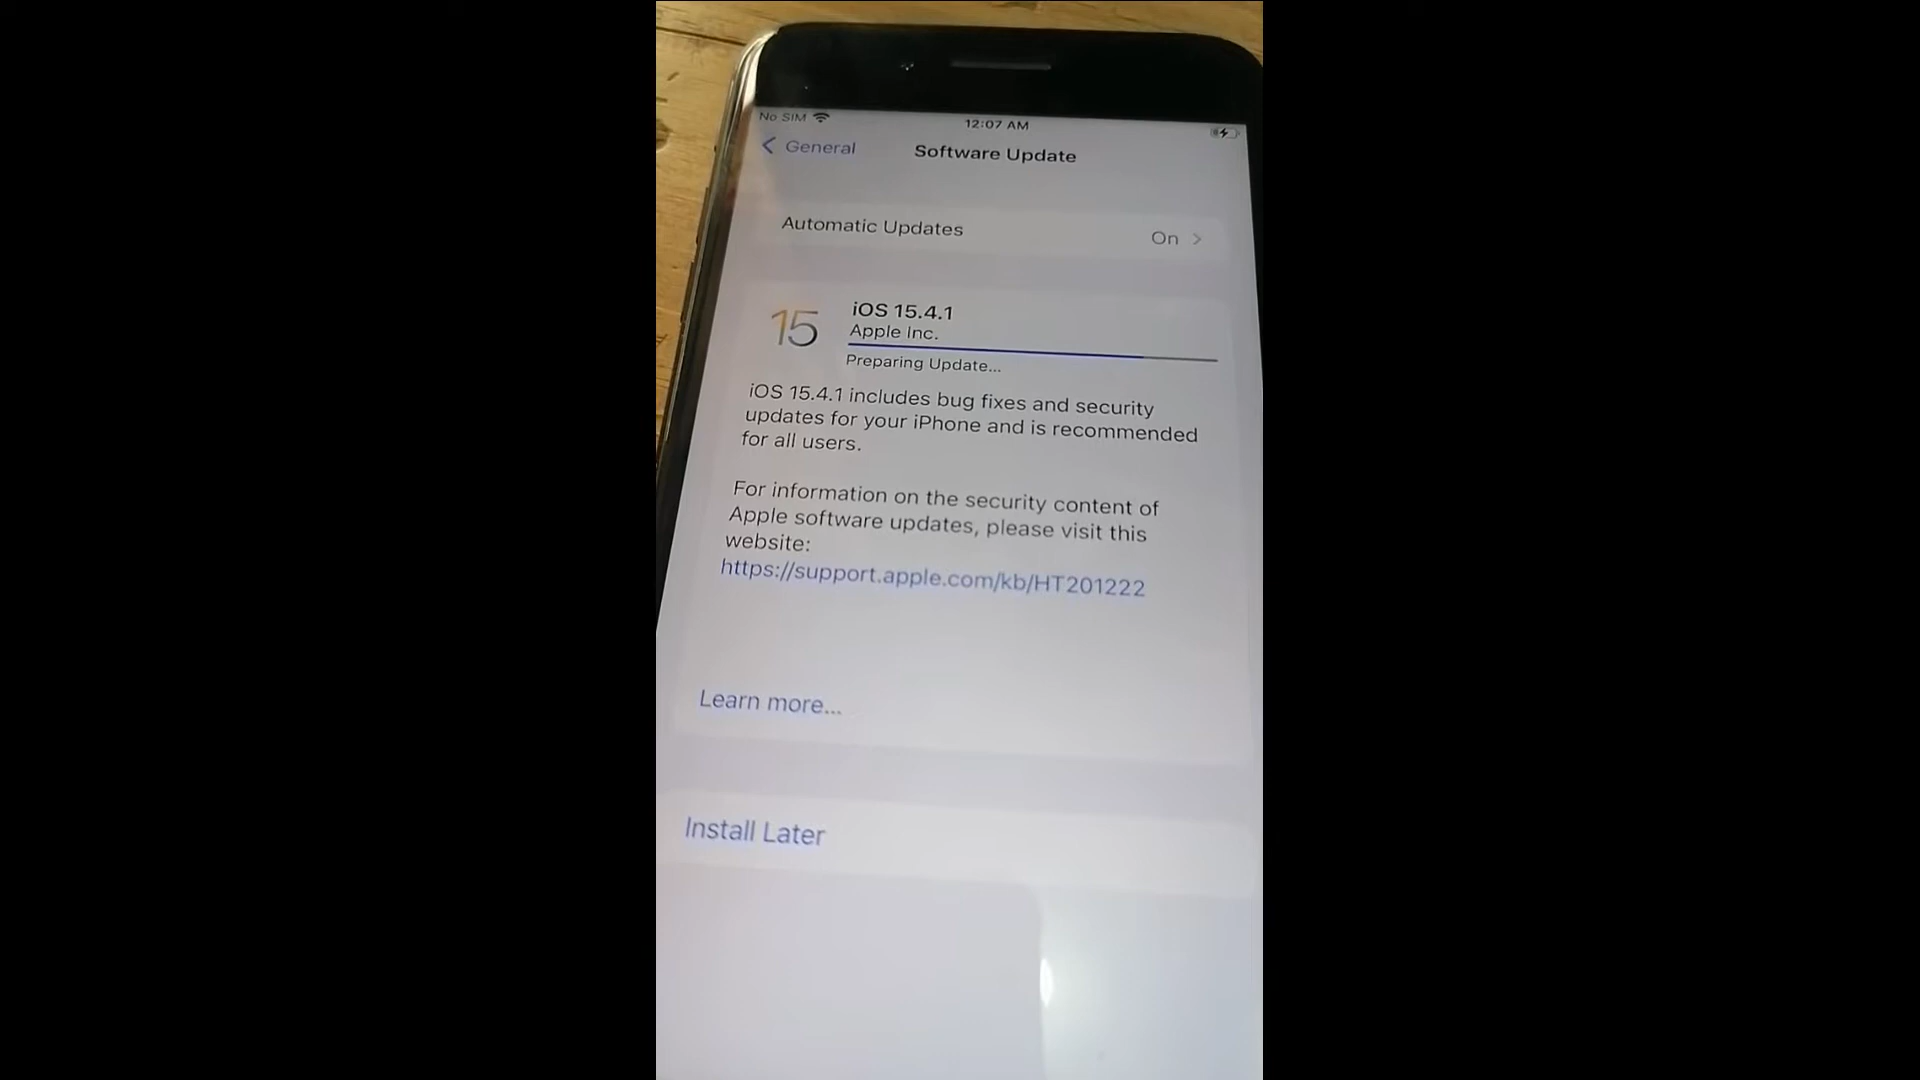 No SIM
12:07 AM
General
Software Update
Automatic Updates
On
15
iOS 15.4.1
Apple Inc.
Preparing Update...
iOS 15.4.1 includes bug fixes and security
updates for your iPhone and is recommended
for all users.
For information on the security content of
Apple software updates, please visit this
website:
https://support.apple.com/kb/HT201222
Learn more...
Install Later